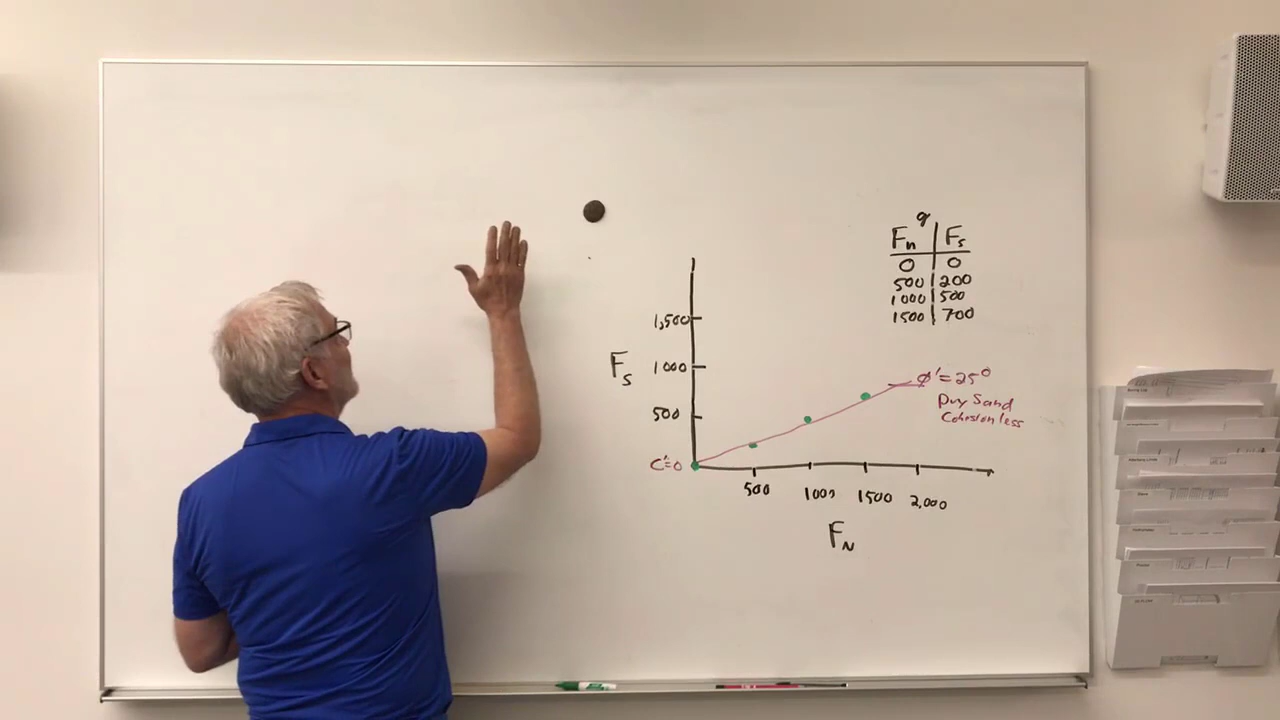 Fn | Fs
0 | 0
500 | 200
1000 | 500
1500 | 700
1,500
Fs 1000
500
C'=0
ϕ'=25°
Dry Sand
Cohesionless
500 1000 1500 2,000
FN